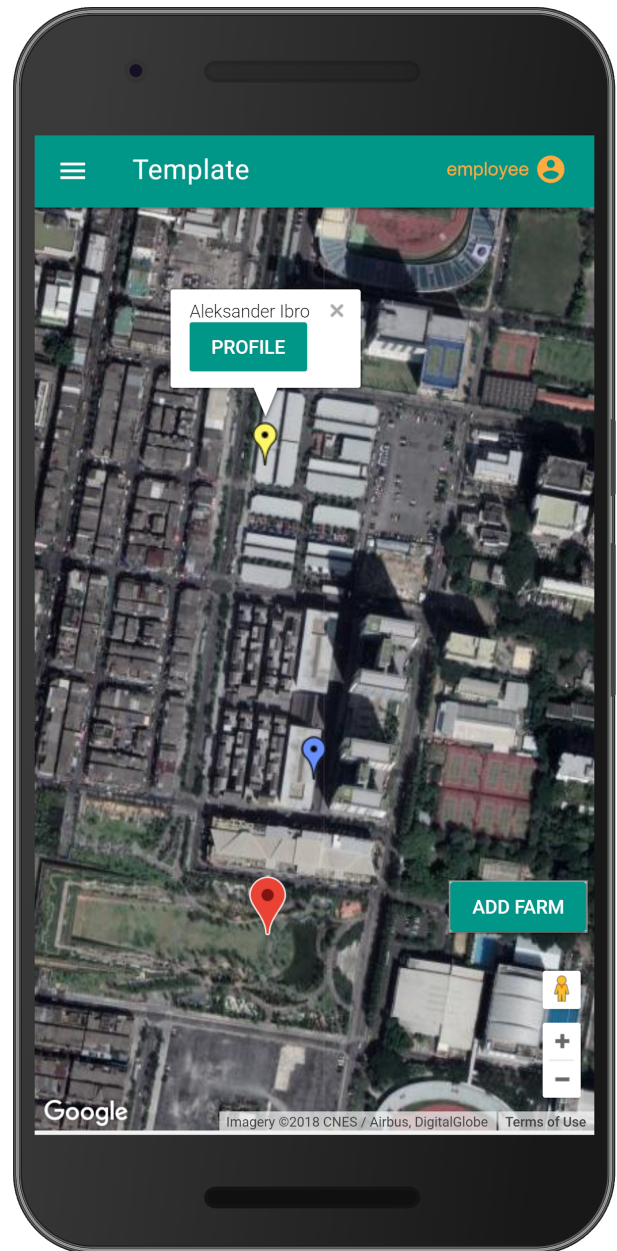 Template
employee
Aleksander Ibro ×
PROFILE
ADD FARM
+
−
Google
Imagery ©2018 CNES / Airbus, DigitalGlobe Terms of Use